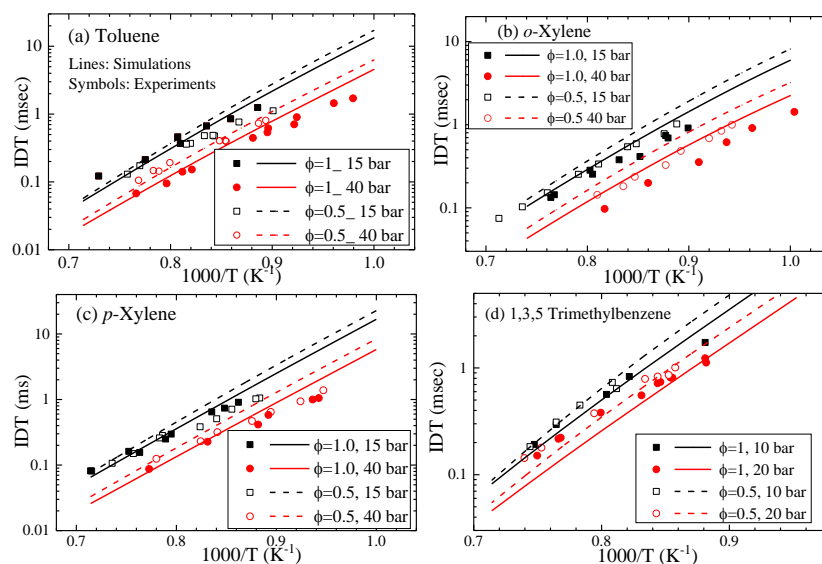 (a) Toluene
Lines: Simulations
Symbols: Experiments
IDT (msec)
10
1
0.1
0.01
ϕ=1_ 15 bar
ϕ=1_ 40 bar
ϕ=0.5_ 15 bar
ϕ=0.5_ 40 bar
0.7 0.8 0.9 1.0
1000/T (K⁻¹)
(b) o-Xylene
IDT (msec)
10
1
0.1
ϕ=1.0, 15 bar
ϕ=1.0, 40 bar
ϕ=0.5, 15 bar
ϕ=0.5 40 bar
0.7 0.8 0.9 1.0
1000/T (K⁻¹)
(c) p-Xylene
IDT (ms)
10
1
0.1
0.01
ϕ=1.0, 15 bar
ϕ=1.0, 40 bar
ϕ=0.5, 15 bar
ϕ=0.5, 40 bar
0.7 0.8 0.9 1.0
1000/T (K⁻¹)
(d) 1,3,5 Trimethylbenzene
IDT (msec)
1
0.1
ϕ=1, 10 bar
ϕ=1, 20 bar
ϕ=0.5, 10 bar
ϕ=0.5, 20 bar
0.7 0.8 0.9
1000/T (K⁻¹)